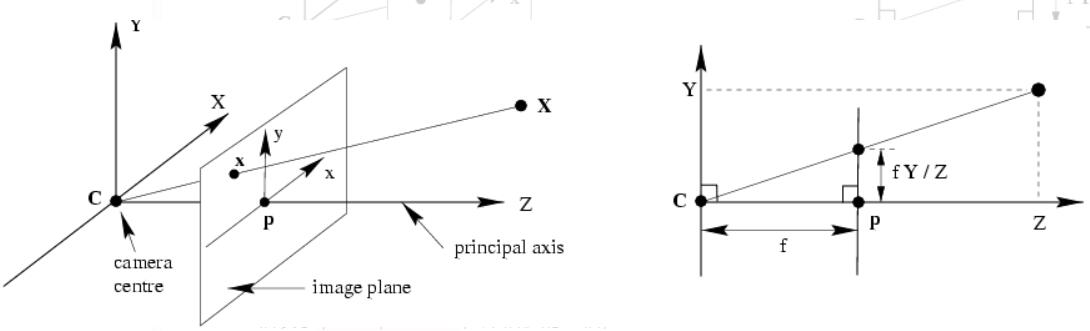 Y
X
X
y
x
x
C
Z
p
principal axis
camera
centre
image plane
Y
f Y / Z
C
p
Z
f